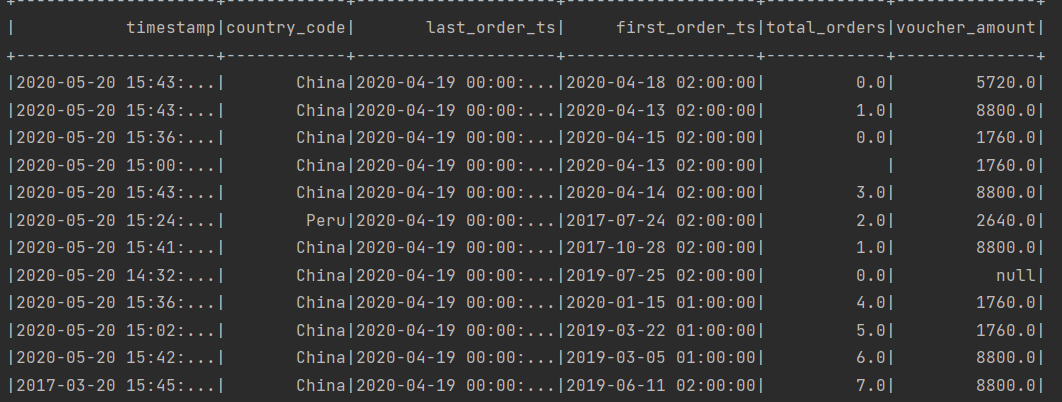 +--------------------+------------+--------------------+-------------------+------------+--------------+
|           timestamp|country_code|       last_order_ts|     first_order_ts|total_orders|voucher_amount|
+--------------------+------------+--------------------+-------------------+------------+--------------+
|2020-05-20 15:43:...|       China|2020-04-19 00:00:...|2020-04-18 02:00:00|         0.0|        5720.0|
|2020-05-20 15:43:...|       China|2020-04-19 00:00:...|2020-04-13 02:00:00|         1.0|        8800.0|
|2020-05-20 15:36:...|       China|2020-04-19 00:00:...|2020-04-15 02:00:00|         0.0|        1760.0|
|2020-05-20 15:00:...|       China|2020-04-19 00:00:...|2020-04-13 02:00:00|            |        1760.0|
|2020-05-20 15:43:...|       China|2020-04-19 00:00:...|2020-04-14 02:00:00|         3.0|        8800.0|
|2020-05-20 15:24:...|        Peru|2020-04-19 00:00:...|2017-07-24 02:00:00|         2.0|        2640.0|
|2020-05-20 15:41:...|       China|2020-04-19 00:00:...|2017-10-28 02:00:00|         1.0|        8800.0|
|2020-05-20 14:32:...|       China|2020-04-19 00:00:...|2019-07-25 02:00:00|         0.0|          null|
|2020-05-20 15:36:...|       China|2020-04-19 00:00:...|2020-01-15 01:00:00|         4.0|        1760.0|
|2020-05-20 15:02:...|       China|2020-04-19 00:00:...|2019-03-22 01:00:00|         5.0|        1760.0|
|2020-05-20 15:42:...|       China|2020-04-19 00:00:...|2019-03-05 01:00:00|         6.0|        8800.0|
|2017-03-20 15:45:...|       China|2020-04-19 00:00:...|2019-06-11 02:00:00|         7.0|        8800.0|